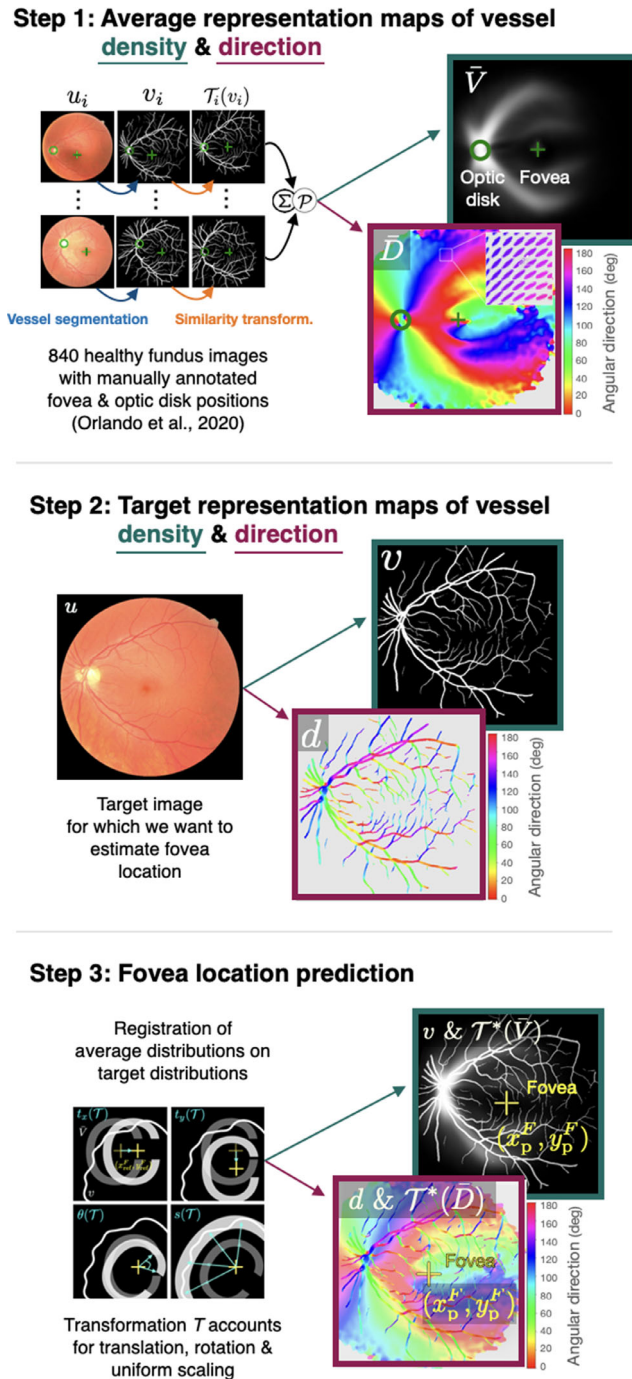 Step 1: Average representation maps of vessel
density & direction
u_i v_i T_i(v_i)
V̄
Optic
disk
Fovea
Σ P
D̄
Vessel segmentation Similarity transform.
840 healthy fundus images
with manually annotated
fovea & optic disk positions
(Orlando et al., 2020)
180
160
140
120
100
80
60
40
20
0
Angular direction (deg)
Step 2: Target representation maps of vessel
density & direction
u
v
d
Target image
for which we want to
estimate fovea
location
180
160
140
120
100
80
60
40
20
0
Angular direction (deg)
Step 3: Fovea location prediction
Registration of
average distributions on
target distributions
t_x(T) t_y(T)
V̄
v
θ(T) s(T)
v & T*(V̄)
Fovea
(x_p^F, y_p^F)
d & T*(D̄)
Fovea
(x_p^F, y_p^F)
180
160
140
120
100
80
60
40
20
0
Angular direction (deg)
Transformation T accounts
for translation, rotation &
uniform scaling